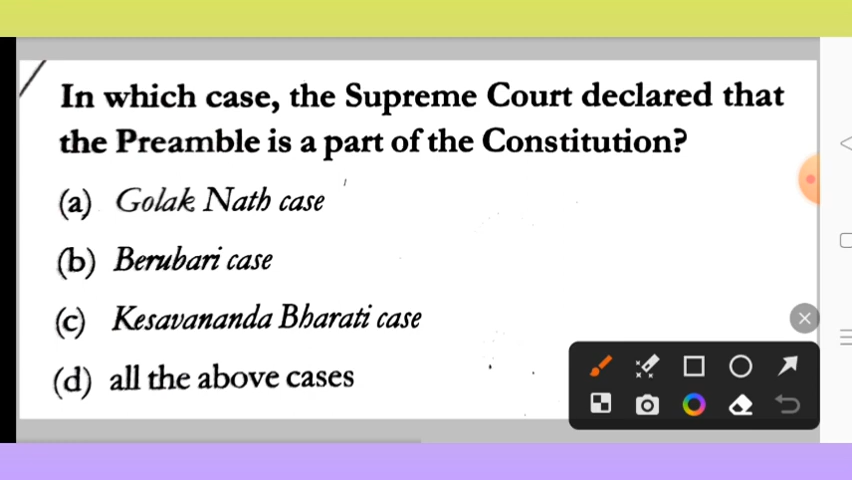 In which case, the Supreme Court declared that
the Preamble is a part of the Constitution?
(a) Golak Nath case
(b) Berubari case
(c) Kesavananda Bharati case
(d) all the above cases